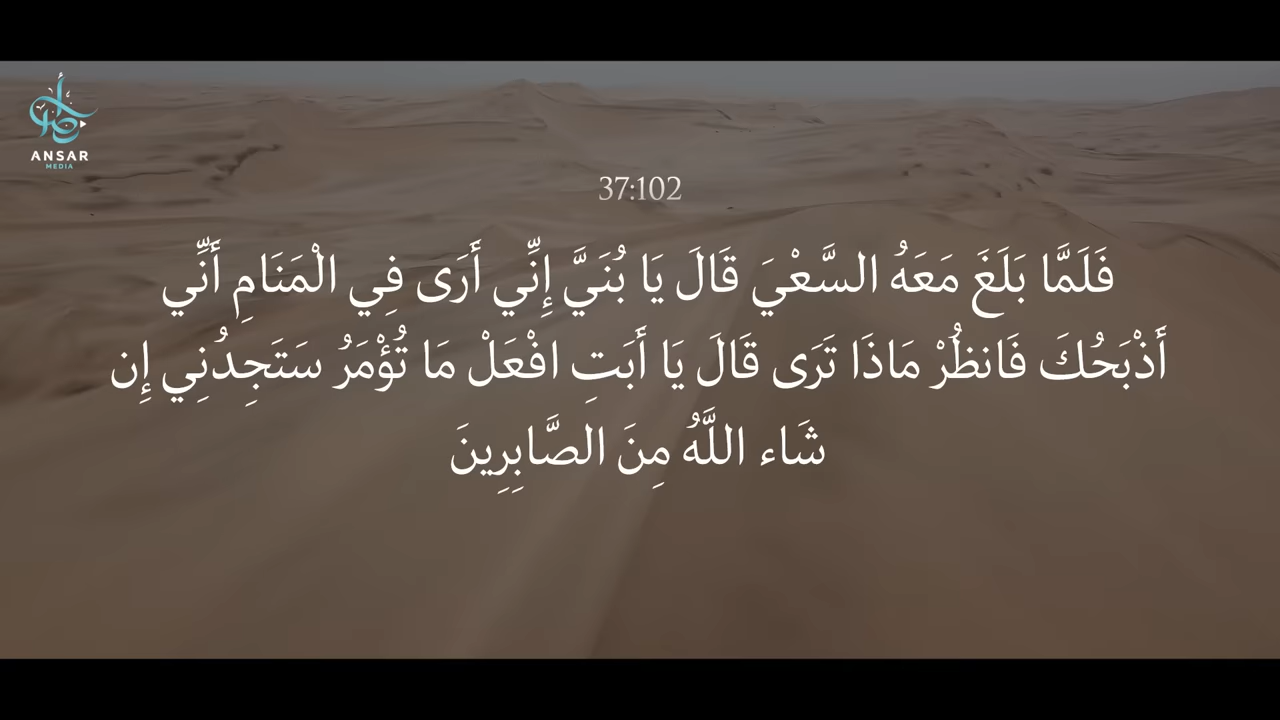 ANSAR
MEDIA
37:102
فَلَمَّا بَلَغَ مَعَهُ السَّعْيَ قَالَ يَا بُنَيَّ إِنِّي أَرَى فِي الْمَنَامِ أَنِّي
أَذْبَحُكَ فَانظُرْ مَاذَا تَرَى قَالَ يَا أَبَتِ افْعَلْ مَا تُؤْمَرُ سَتَجِدُنِي إِن
شَاء اللَّهُ مِنَ الصَّابِرِينَ